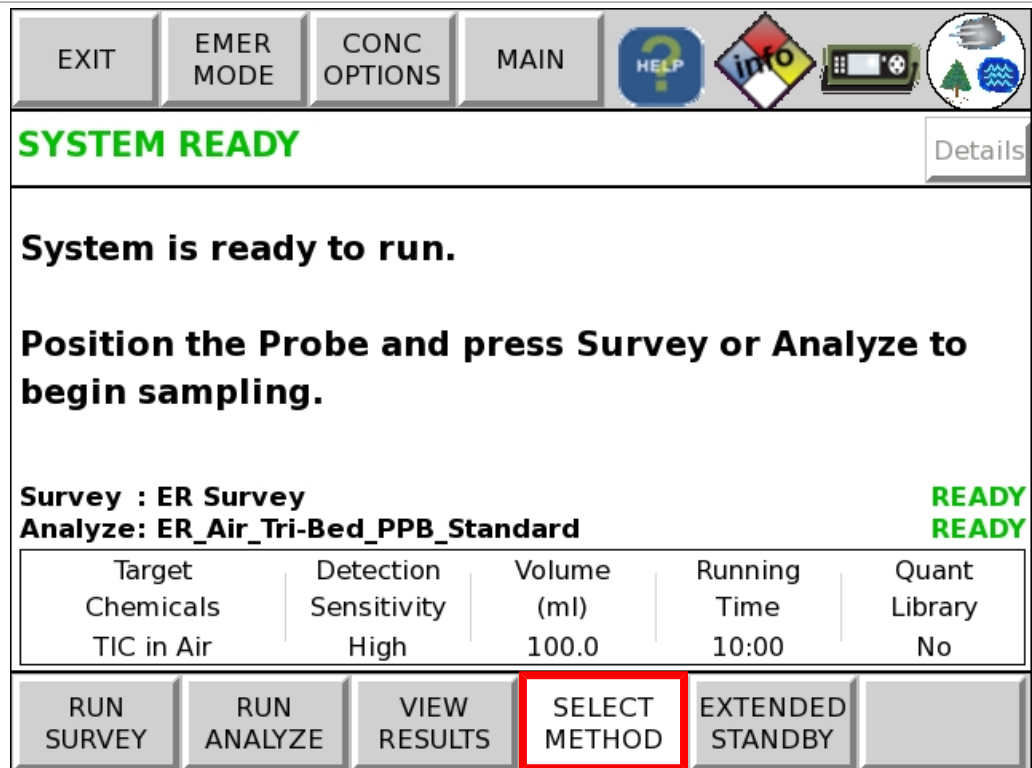 EXIT
EMER
MODE
CONC
OPTIONS
MAIN
HELP
info
SYSTEM READY
Details
System is ready to run.
Position the Probe and press Survey or Analyze to
begin sampling.
Survey : ER Survey READY
Analyze: ER_Air_Tri-Bed_PPB_Standard READY
Target Detection Volume Running Quant
Chemicals Sensitivity (ml) Time Library
TIC in Air High 100.0 10:00 No
RUN
SURVEY
RUN
ANALYZE
VIEW
RESULTS
SELECT
METHOD
EXTENDED
STANDBY